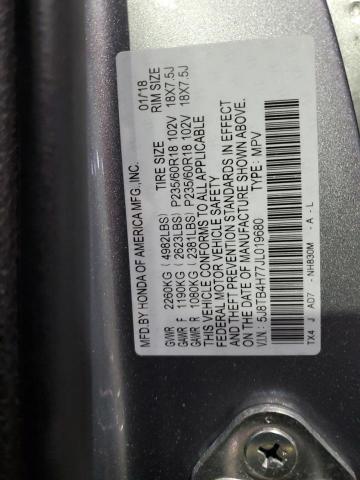 MFD.BY HONDA OF AMERICA MFG., INC. 01/'18
TIRE SIZE RIM SIZE
GVWR 2260KG (4982LBS)
GAWR F 1190KG (2623LBS) P235/60R18 102V 18X7.5J
GAWR R 1080KG (2381LBS) P235/60R18 102V 18X7.5J
THIS VEHICLE CONFORMS TO ALL APPLICABLE
FEDERAL MOTOR VEHICLE SAFETY
AND THEFT PREVENTION STANDARDS IN EFFECT
ON THE DATE OF MANUFACTURE SHOWN ABOVE.
V.I.N.: 5J8TB4H77JL019680 TYPE: MPV
TX4 J AD7 - NH830M - A - L